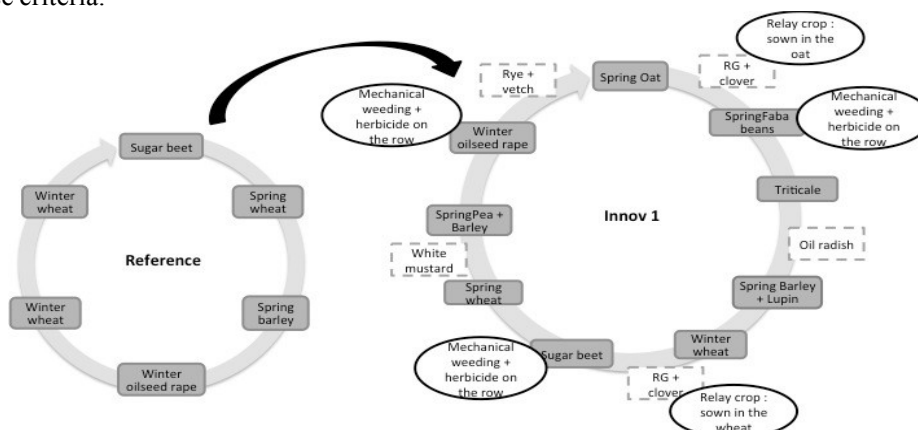 c criteria.
Relay crop :
sown in the
oat
Rye +
vetch
Spring Oat
RG +
clover
Mechanical
weeding +
herbicide on
the row
Winter
oilseed rape
SpringFaba
beans
Mechanical
weeding +
herbicide on
the row
Sugar beet
Winter
wheat
Spring
wheat
Reference
Winter
wheat
Spring
barley
Winter
oilseed rape
Triticale
SpringPea +
Barley
Innov 1
White
mustard
Oil radish
Spring
wheat
Spring Barley
+ Lupin
Mechanical
weeding +
herbicide on
the row
Sugar beet
Winter
wheat
RG +
clover
Relay crop :
sown in the
wheat